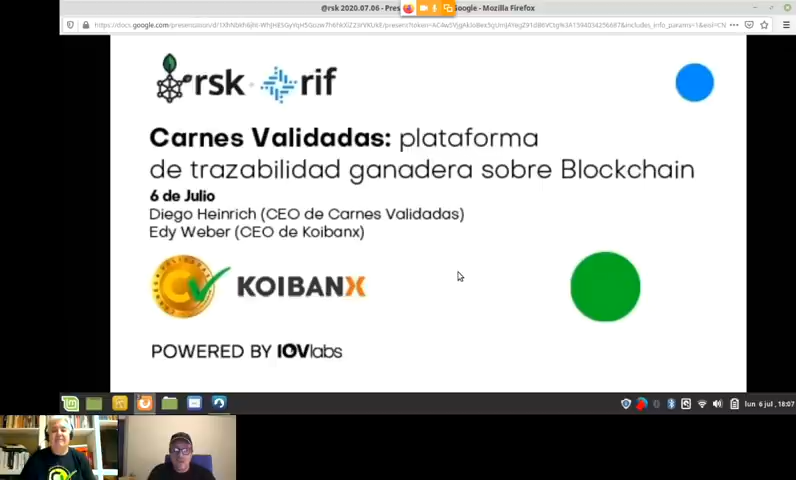 @rsk 2020.07.06 - Pres
Google - Mozilla Firefox
rsk
rif
Carnes Validadas: plataforma
de trazabilidad ganadera sobre Blockchain
6 de Julio
Diego Heinrich (CEO de Carnes Validadas)
Edy Weber (CEO de Koibanx)
KOIBANX
POWERED BY IOVlabs
lun 6 jul, 18:07